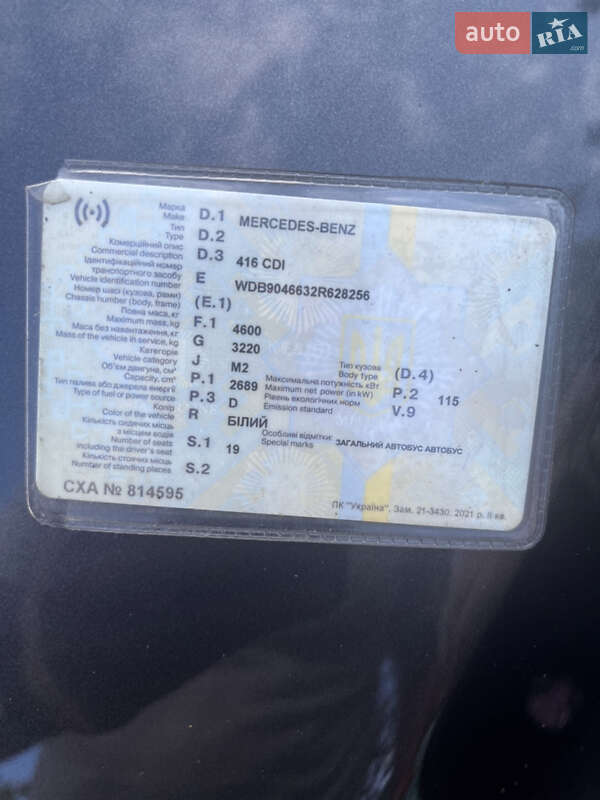 auto RIA .com
Марка
Make D.1 MERCEDES-BENZ
Тип
Type D.2
Комерційний опис
Commercial description D.3 416 CDI
Ідентифікаційний номер
транспортного засобу
Vehicle identification number E WDB9046632R628256
Номер шасі (кузова, рами)
Chassis number (body, frame) (E.1)
Повна маса, кг
Maximum mass, kg F.1 4600
Маса без навантаження, кг
Mass of the vehicle in service, kg G 3220
Категорія
Vehicle category J M2
Тип кузова
Body type (D.4)
Об'єм двигуна, см³
Capacity, cm³ P.1 2689
Максимальна потужність кВт
Maximum net power (in kW) P.2 115
Тип палива або джерела енергії
Type of fuel or power source P.3 D
Рівень екологічних норм
Emission standard V.9
Колір
Color of the vehicle R БІЛИЙ
Особливі відмітки:
Special marks ЗАГАЛЬНИЙ АВТОБУС АВТОБУС
Кількість сидячих місць
з місцем водія
Number of seats
including the driver's seat S.1 19
Кількість стоячих місць
Number of standing places S.2
СХА № 814595
ПК "Україна", Зам. 21-3430, 2021 р. II кв.